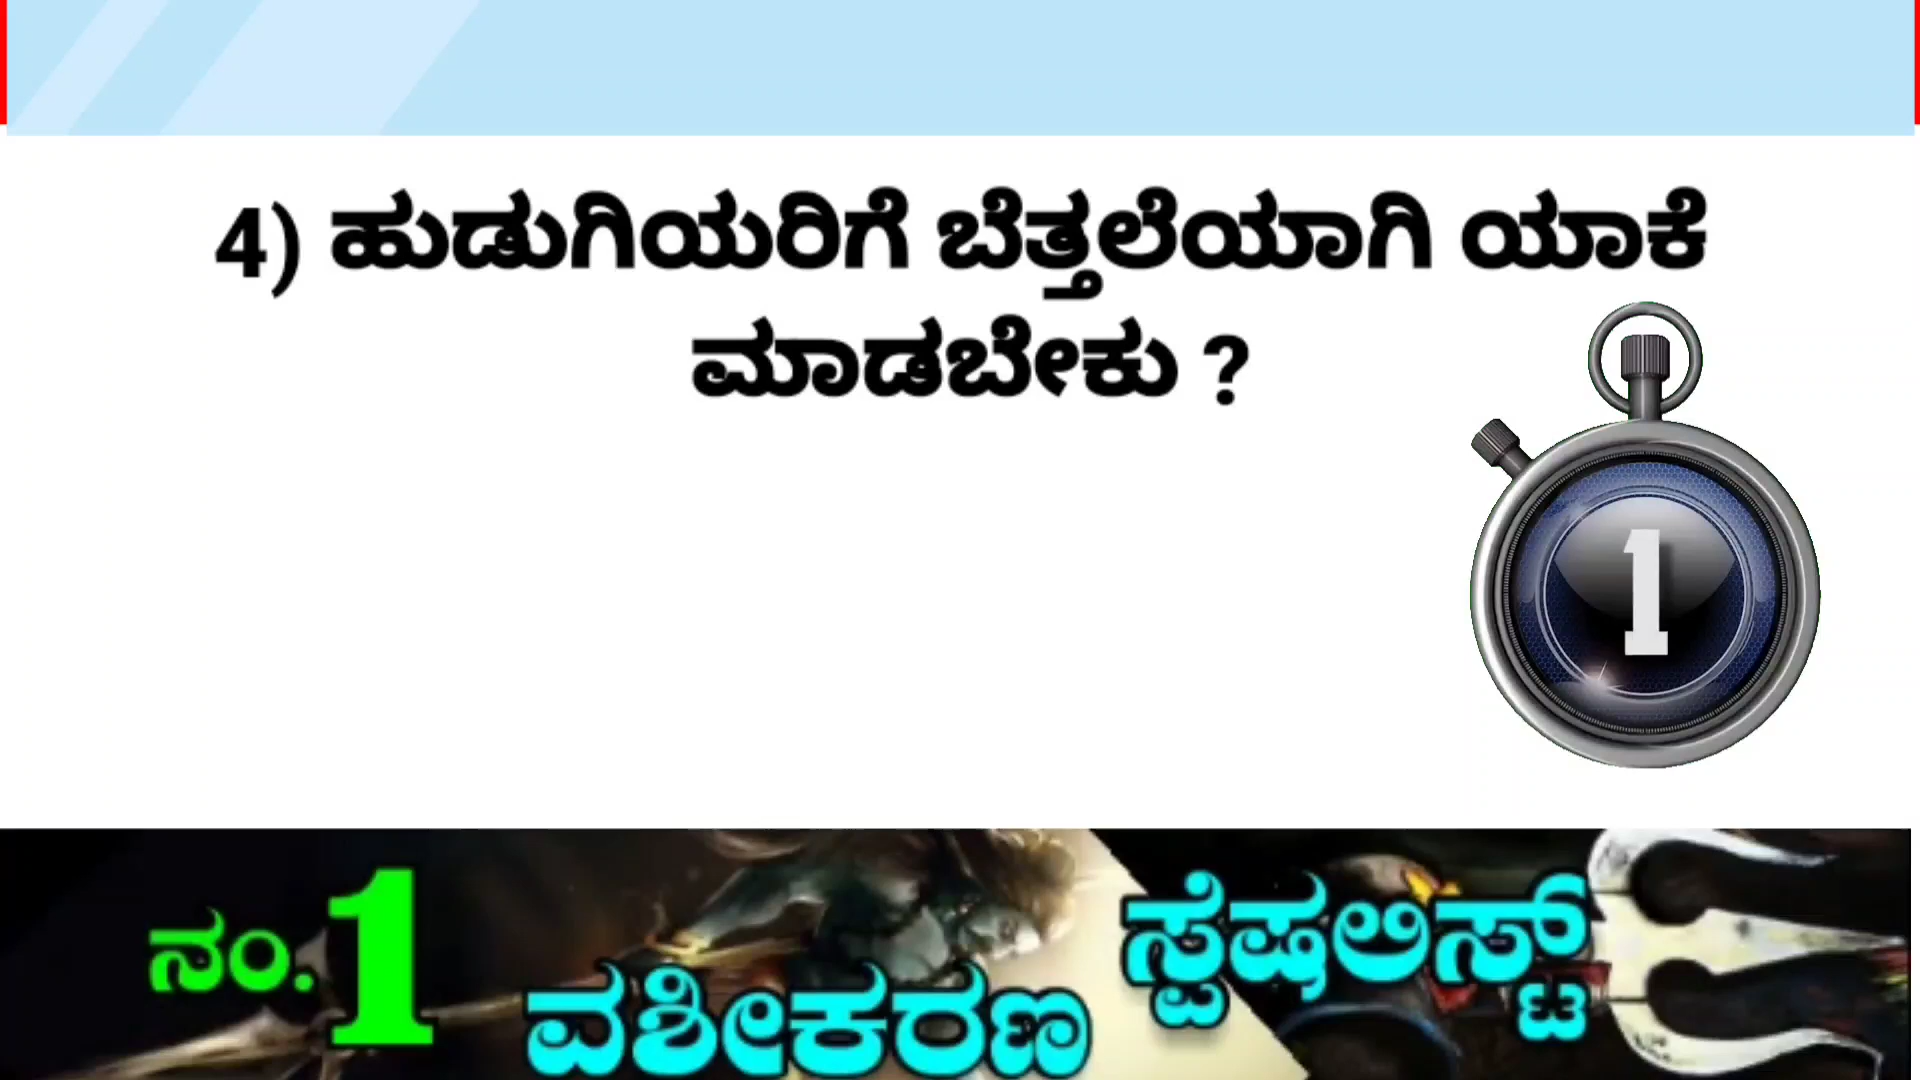 4) ಹುಡುಗಿಯರಿಗೆ ಬೆತ್ತಲೆಯಾಗಿ ಯಾಕೆ
ಮಾಡಬೇಕು ?
1
ನಂ.1 ವಶೀಕರಣ ಸ್ಪೆಷಲಿಸ್ಟ್